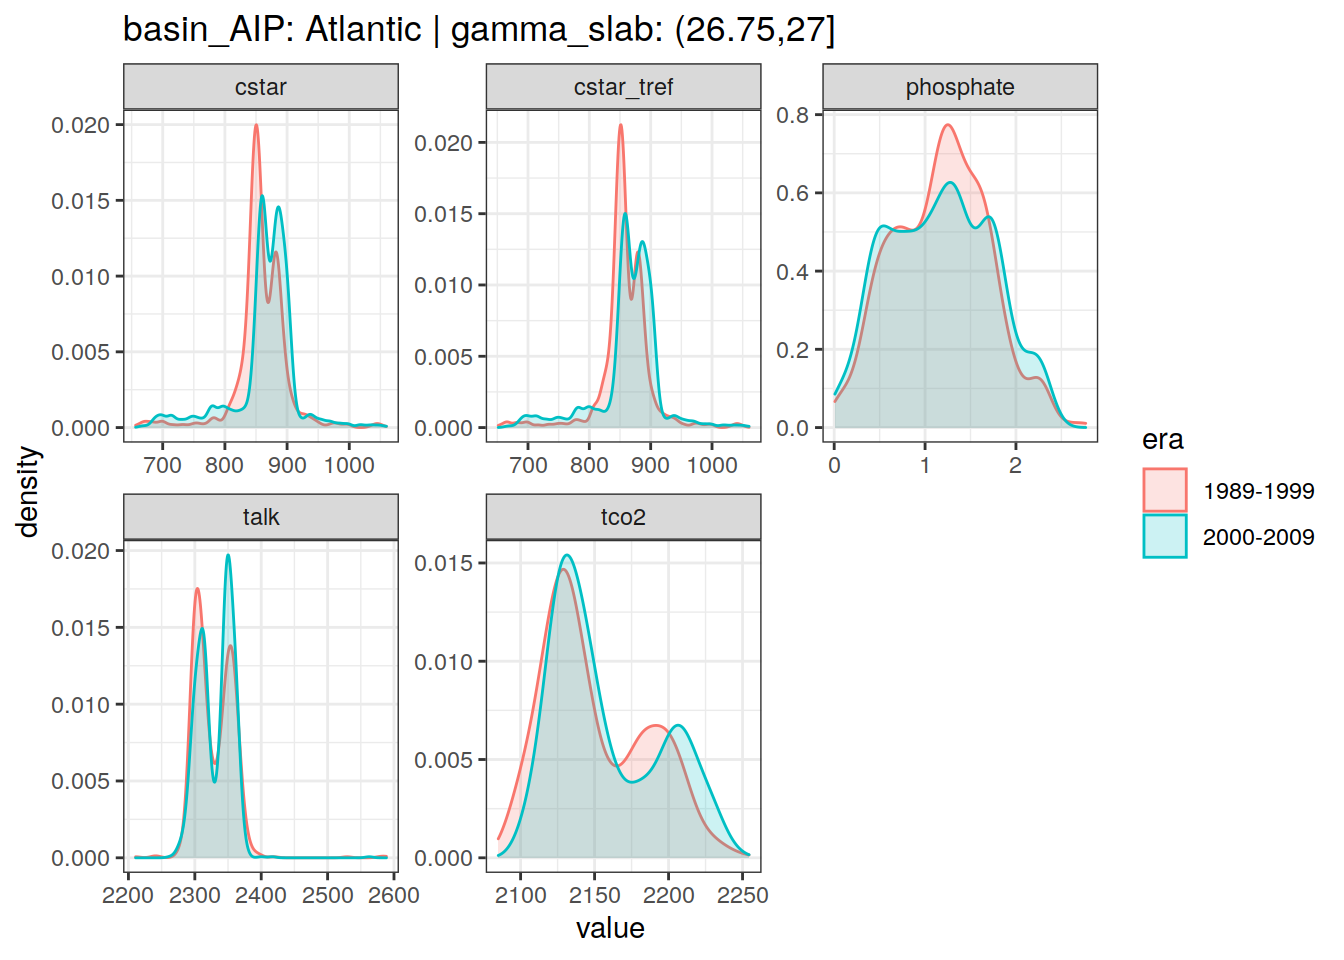 basin_AIP: Atlantic | gamma_slab: (26.75,27]
cstar
cstar_tref
phosphate
0.020
0.015
0.010
0.005
0.000
700 800 900 1000
0.020
0.015
0.010
0.005
0.000
700 800 900 1000
0.8
0.6
0.4
0.2
0.0
0 1 2
density
talk
tco2
0.020
0.015
0.010
0.005
0.000
2200 2300 2400 2500 2600
0.015
0.010
0.005
0.000
2100 2150 2200 2250
value
era
1989-1999
2000-2009